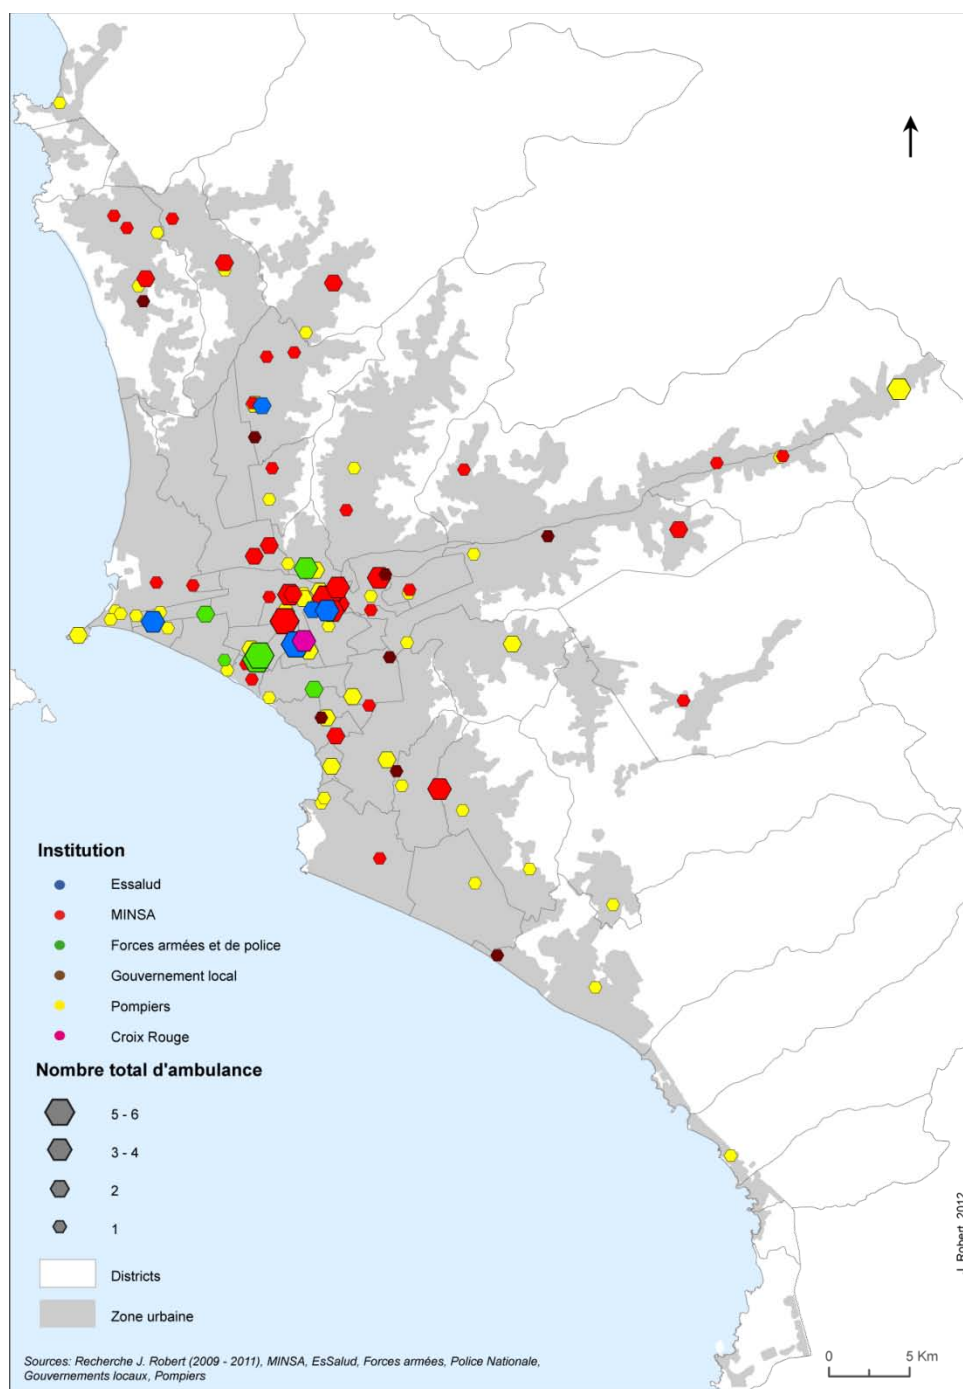 Institution
Essalud
MINSA
Forces armées et de police
Gouvernement local
Pompiers
Croix Rouge
Nombre total d'ambulance
5 - 6
3 - 4
2
1
Districts
Zone urbaine
Sources: Recherche J. Robert (2009 - 2011), MINSA, EsSalud, Forces armées, Police Nationale,
Gouvernements locaux, Pompiers
0 5 Km
J. Robert, 2012